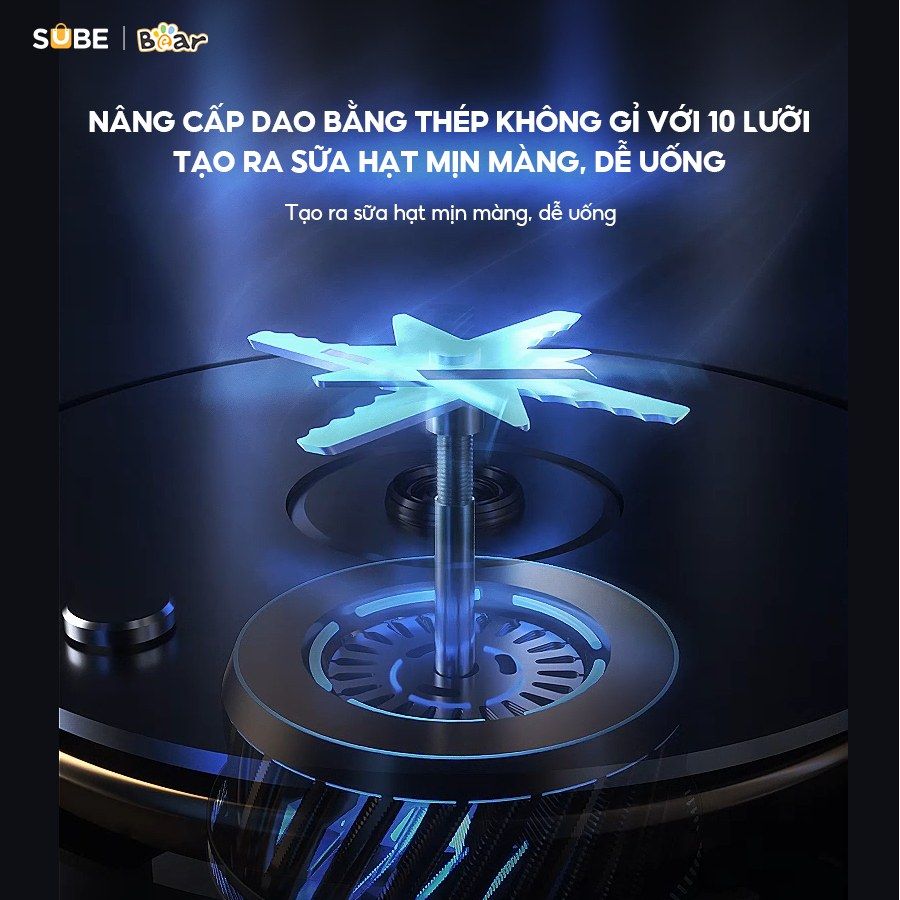 SUBE | Bear
NÂNG CẤP DAO BẰNG THÉP KHÔNG GỈ VỚI 10 LƯỠI
TẠO RA SỮA HẠT MỊN MÀNG, DỄ UỐNG
Tạo ra sữa hạt mịn màng, dễ uống